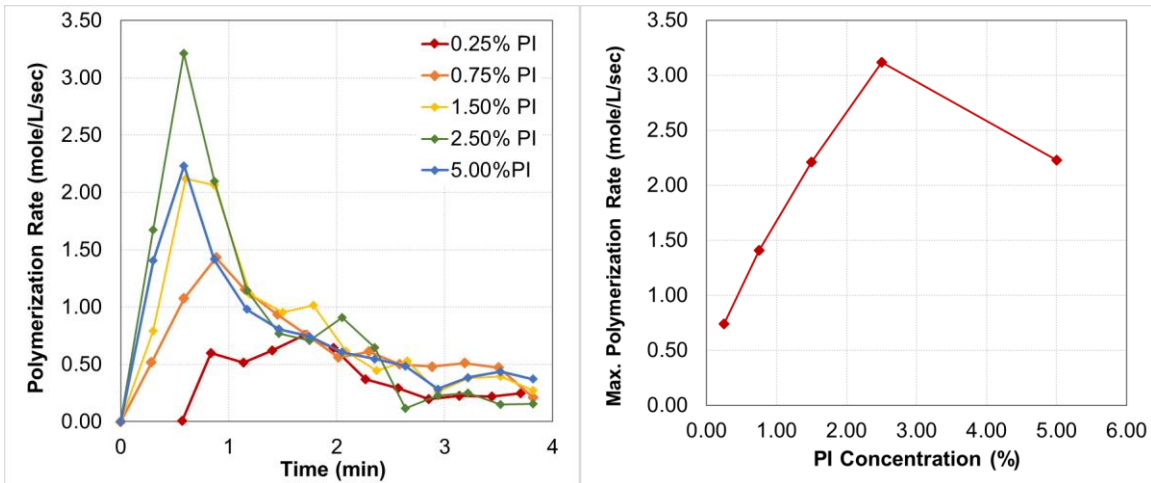 Polymerization Rate (mole/L/sec)
3.50
3.00
2.50
2.00
1.50
1.00
0.50
0.00
0 1 2 3 4
Time (min)
0.25% PI
0.75% PI
1.50% PI
2.50% PI
5.00%PI
Max. Polymerization Rate (mole/L/sec)
3.50
3.00
2.50
2.00
1.50
1.00
0.50
0.00
0.00 1.00 2.00 3.00 4.00 5.00 6.00
PI Concentration (%)